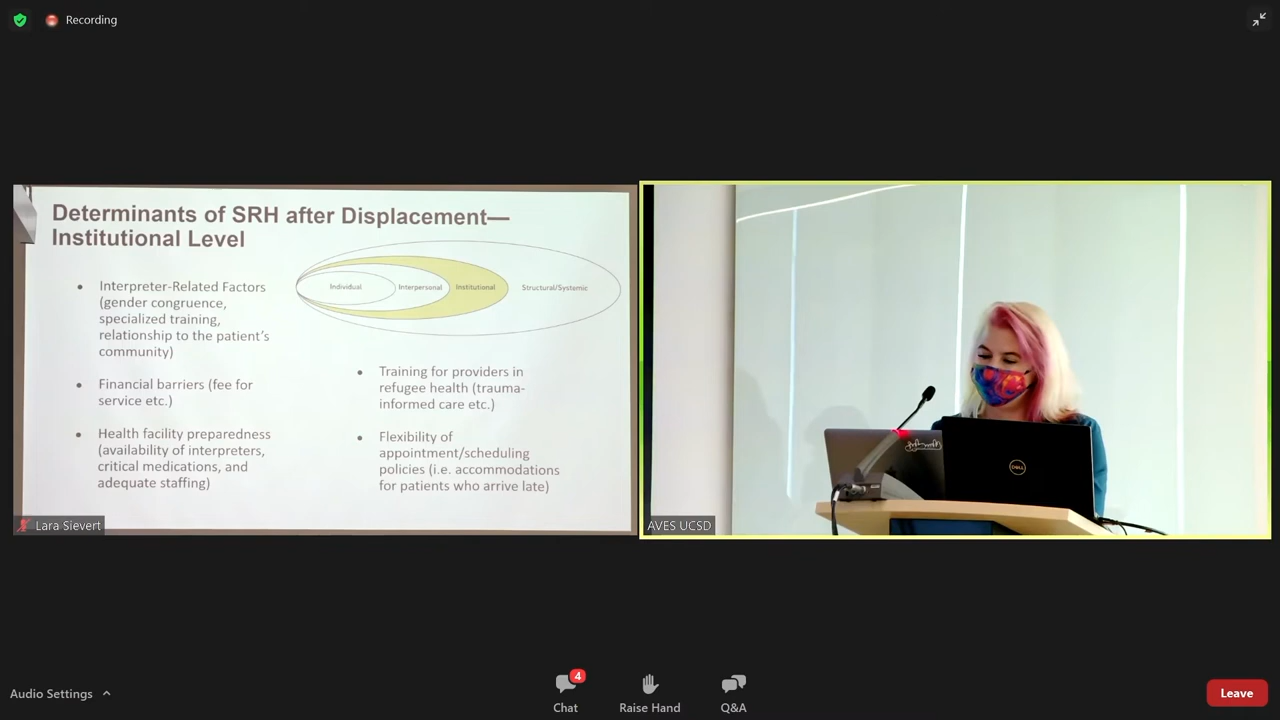 Recording
Determinants of SRH after Displacement—
Institutional Level
Individual
Interpersonal
Institutional
Structural/Systemic
• Interpreter-Related Factors
(gender congruence,
specialized training,
relationship to the patient's
community)
• Financial barriers (fee for
service etc.)
• Health facility preparedness
(availability of interpreters,
critical medications, and
adequate staffing)
• Training for providers in
refugee health (trauma-
informed care etc.)
• Flexibility of
appointment/scheduling
policies (i.e. accommodations
for patients who arrive late)
Lara Sievert
DELL
AVES UCSD
Audio Settings
4
Chat
Raise Hand
Q&A
Leave